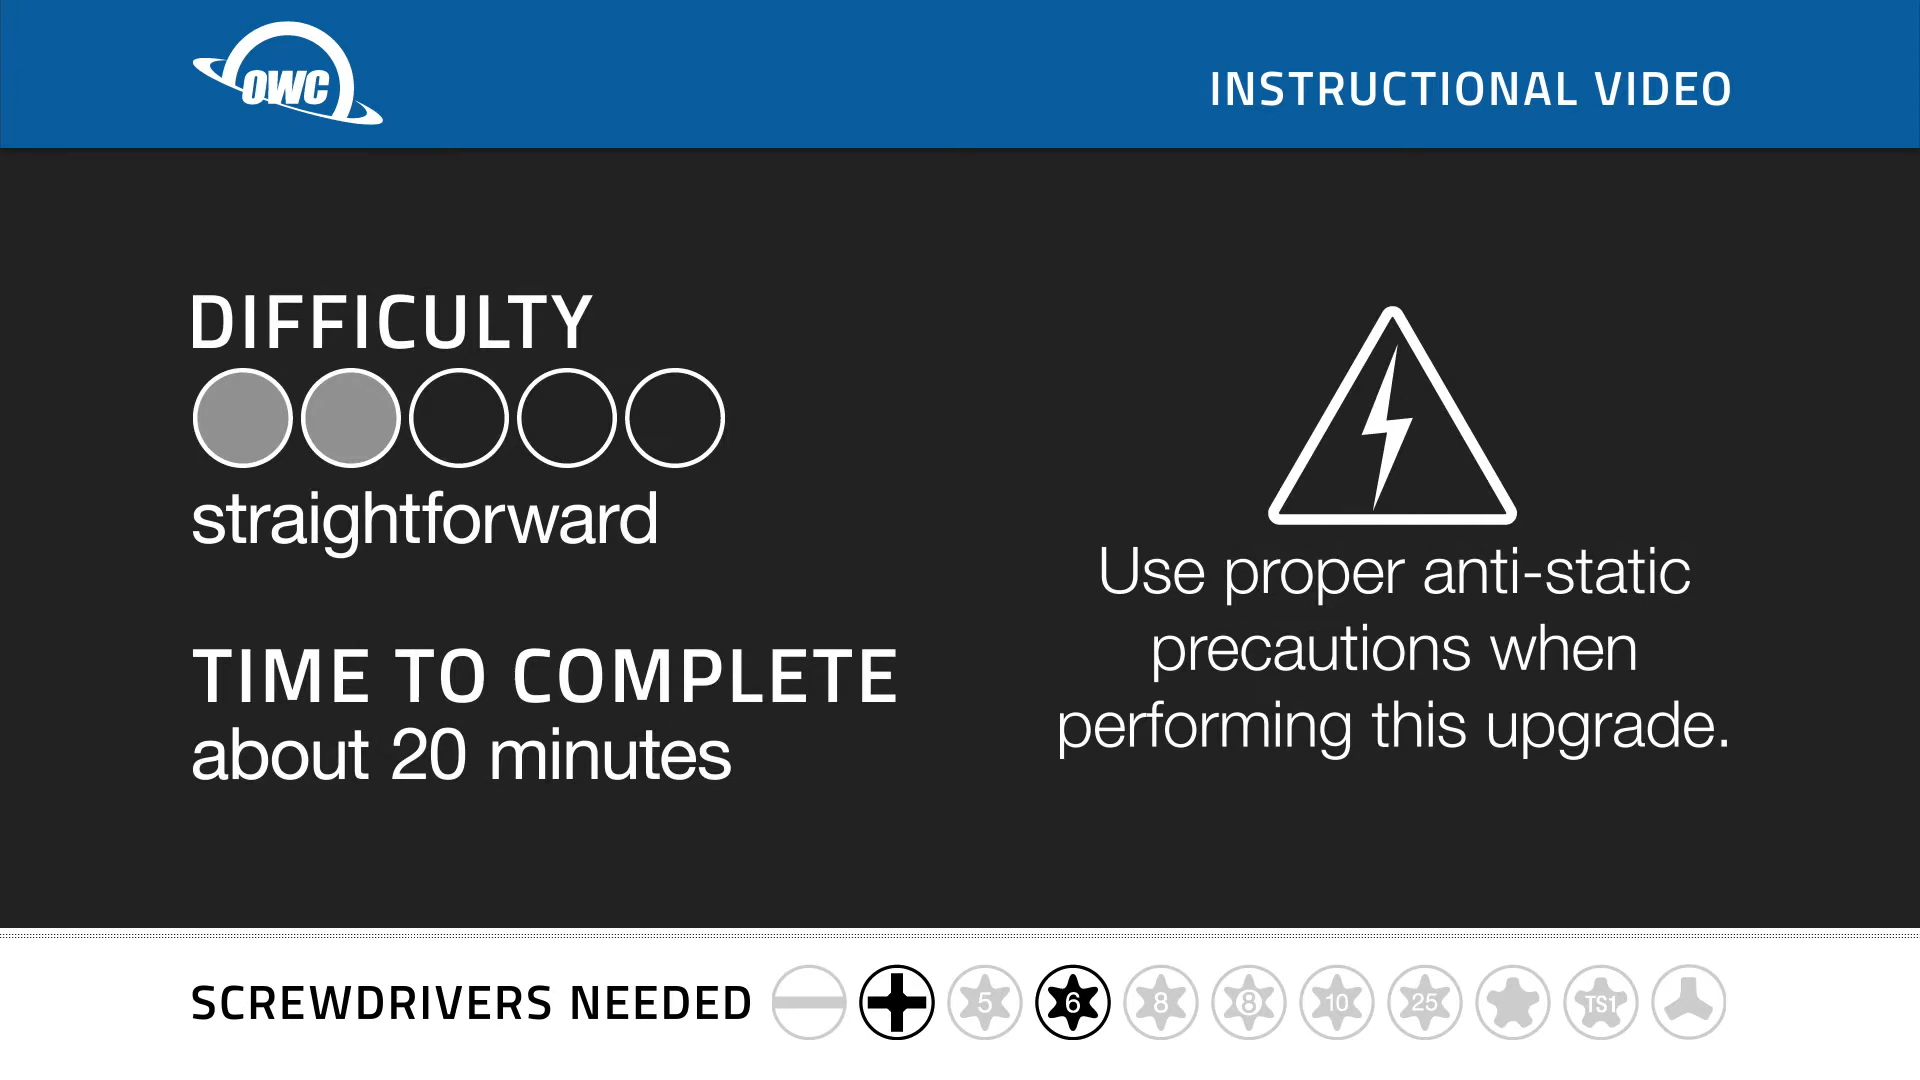 OWC
INSTRUCTIONAL VIDEO
DIFFICULTY
straightforward
TIME TO COMPLETE
about 20 minutes
Use proper anti-static
precautions when
performing this upgrade.
SCREWDRIVERS NEEDED 5 6 8 8 10 25 TS1